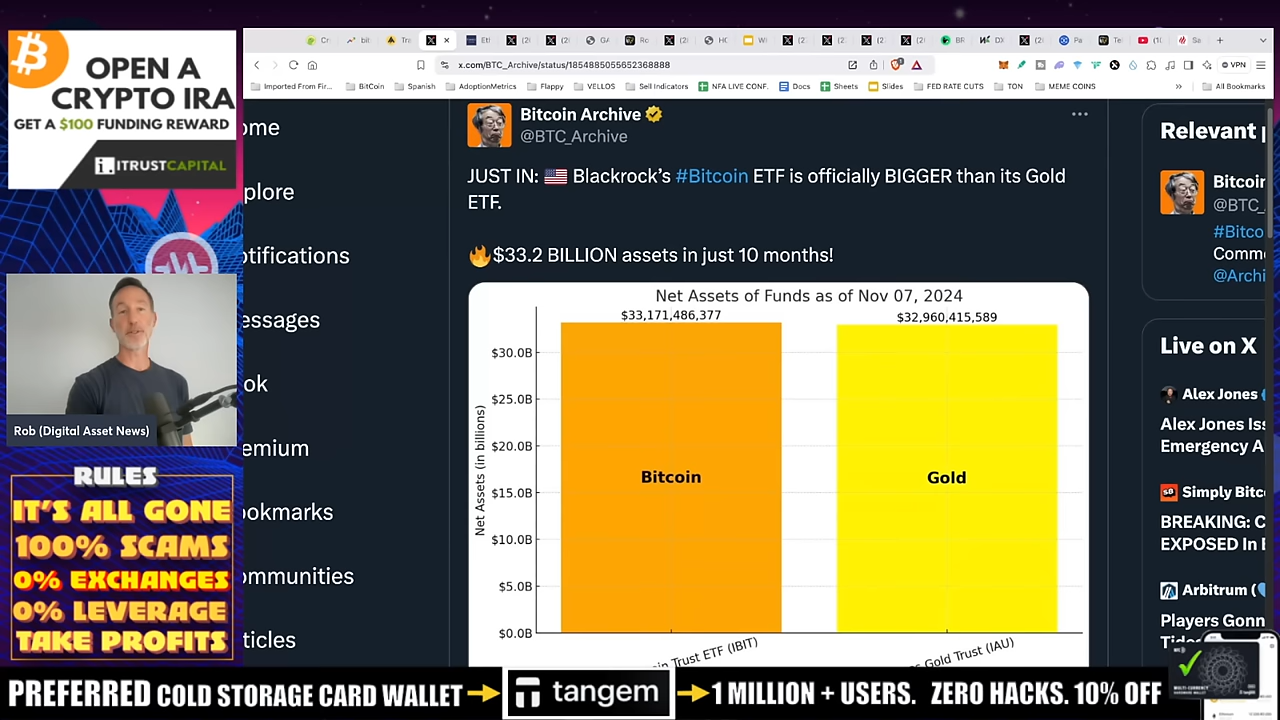 OPEN A
CRYPTO IRA
GET A $100 FUNDING REWARD
ITRUSTCAPITAL
Rob (Digital Asset News)
RULES
IT'S ALL GONE
100% SCAMS
0% EXCHANGES
0% LEVERAGE
TAKE PROFITS
x.com/BTC_Archive/status/1854885055652368888
VPN
Imported From Fir...
BitCoin
Spanish
AdoptionMetrics
Flappy
VELLOS
Sell Indicators
NFA LIVE CONF.
Docs
Sheets
Slides
FED RATE CUTS
TON
MEME COINS
»
All Bookmarks
ome
plore
otifications
essages
ok
emium
ookmarks
ommunities
ticles
Bitcoin Archive
@BTC_Archive
JUST IN: 🇺🇸 Blackrock's #Bitcoin ETF is officially BIGGER than its Gold
ETF.
🔥$33.2 BILLION assets in just 10 months!
Net Assets of Funds as of Nov 07, 2024
$33,171,486,377
$32,960,415,589
Net Assets (in billions)
$30.0B
$25.0B
$20.0B
$15.0B
$10.0B
$5.0B
$0.0B
Bitcoin
Gold
in Trust ETF (IBIT)
s Gold Trust (IAU)
Relevant p
Bitcoin
@BTC_
#Bitco
Comme
@Archi
Live on X
Alex Jones
Alex Jones Iss
Emergency A
Simply Bitc
BREAKING: C
EXPOSED In E
Arbitrum (
Players Gonn
PREFERRED COLD STORAGE CARD WALLET
tangem
1 MILLION + USERS. ZERO HACKS. 10% OFF